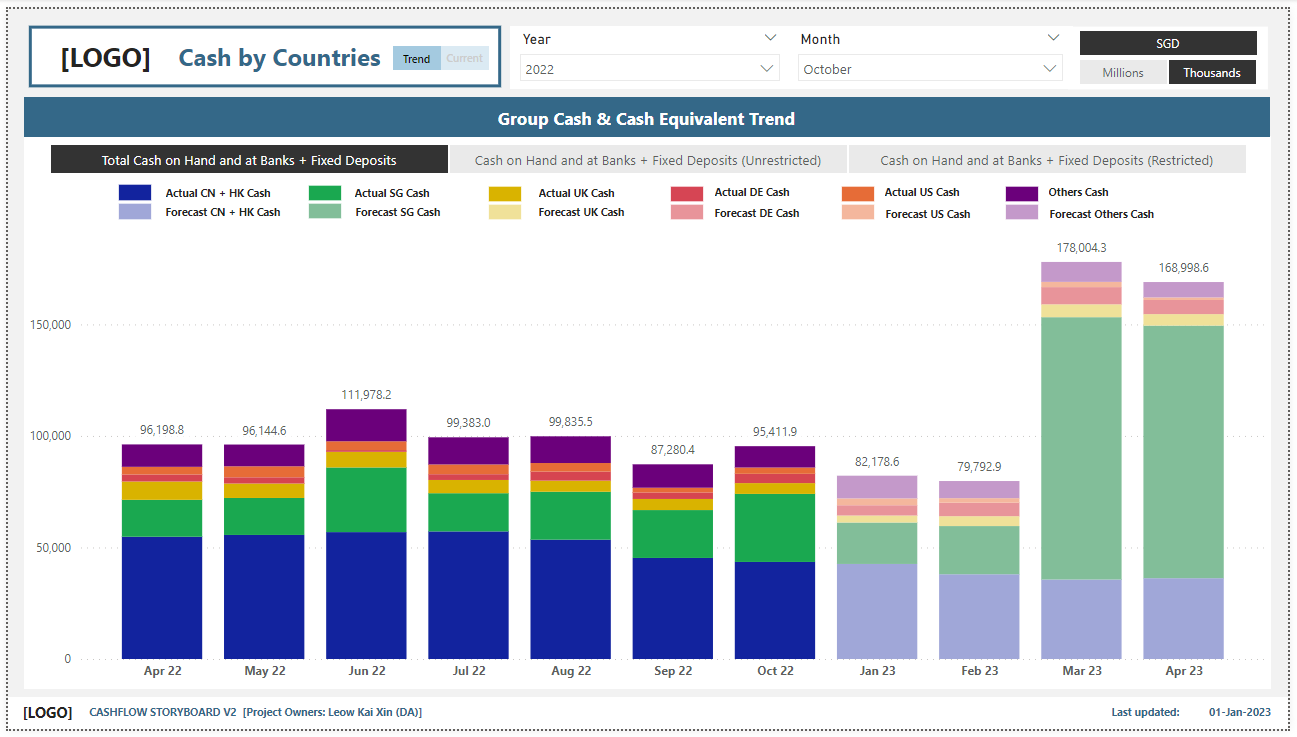 [LOGO] Cash by Countries Trend Current
Year Month
2022 October
SGD
Millions Thousands
Group Cash & Cash Equivalent Trend
Total Cash on Hand and at Banks + Fixed Deposits Cash on Hand and at Banks + Fixed Deposits (Unrestricted) Cash on Hand and at Banks + Fixed Deposits (Restricted)
Actual CN + HK Cash Actual SG Cash Actual UK Cash Actual DE Cash Actual US Cash Others Cash
Forecast CN + HK Cash Forecast SG Cash Forecast UK Cash Forecast DE Cash Forecast US Cash Forecast Others Cash
178,004.3
168,998.6
150,000
111,978.2
99,383.0 99,835.5
96,198.8 96,144.6 95,411.9
100,000
87,280.4
82,178.6 79,792.9
50,000
0
Apr 22 May 22 Jun 22 Jul 22 Aug 22 Sep 22 Oct 22 Jan 23 Feb 23 Mar 23 Apr 23
[LOGO] CASHFLOW STORYBOARD V2 [Project Owners: Leow Kai Xin (DA)] Last updated: 01-Jan-2023